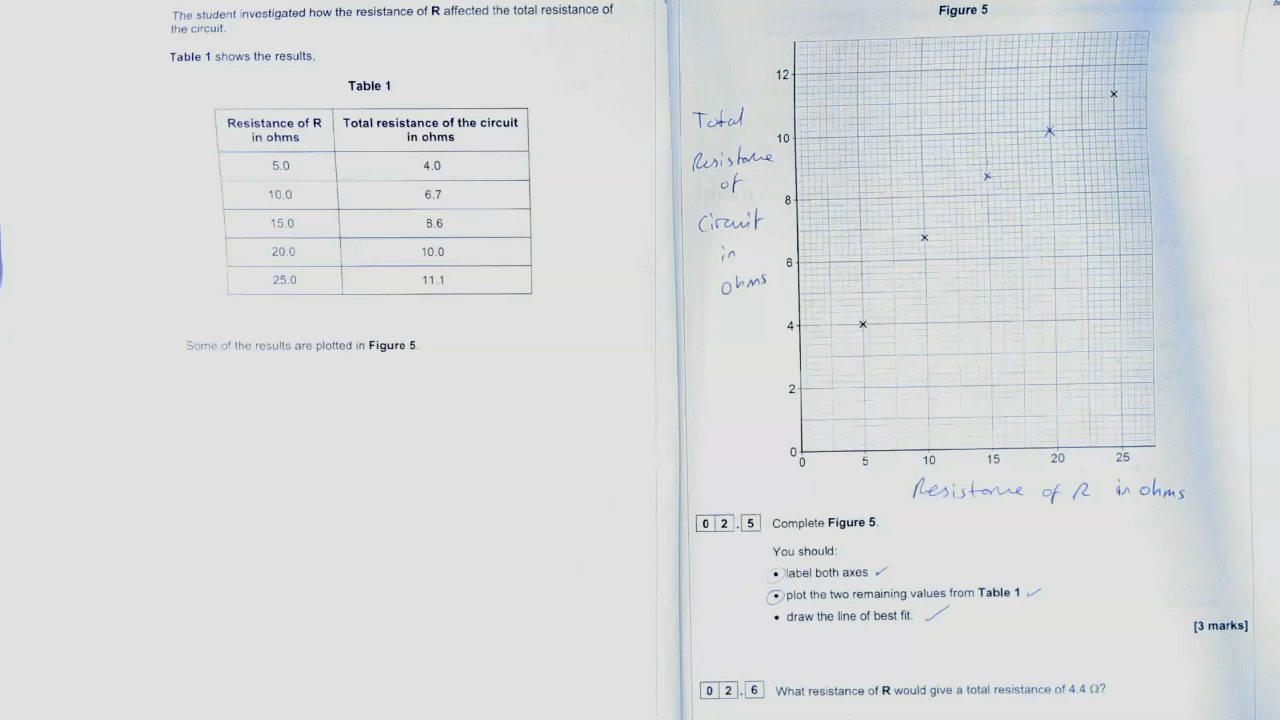 The student investigated how the resistance of R affected the total resistance of
the circuit.
Table 1 shows the results.
Table 1
Resistance of R in ohms
Total resistance of the circuit in ohms
5.0 4.0
10.0 6.7
15.0 8.6
20.0 10.0
25.0 11.1
Some of the results are plotted in Figure 5.
Figure 5
12
10
8
6
4
2
0
Total
Resistance
of
Circuit
in
ohms
0 5 10 15 20 25
Resistance of R in ohms
0 2 . 5 Complete Figure 5.
You should:
• label both axes
• plot the two remaining values from Table 1
• draw the line of best fit.
[3 marks]
0 2 . 6 What resistance of R would give a total resistance of 4.4 Ω?